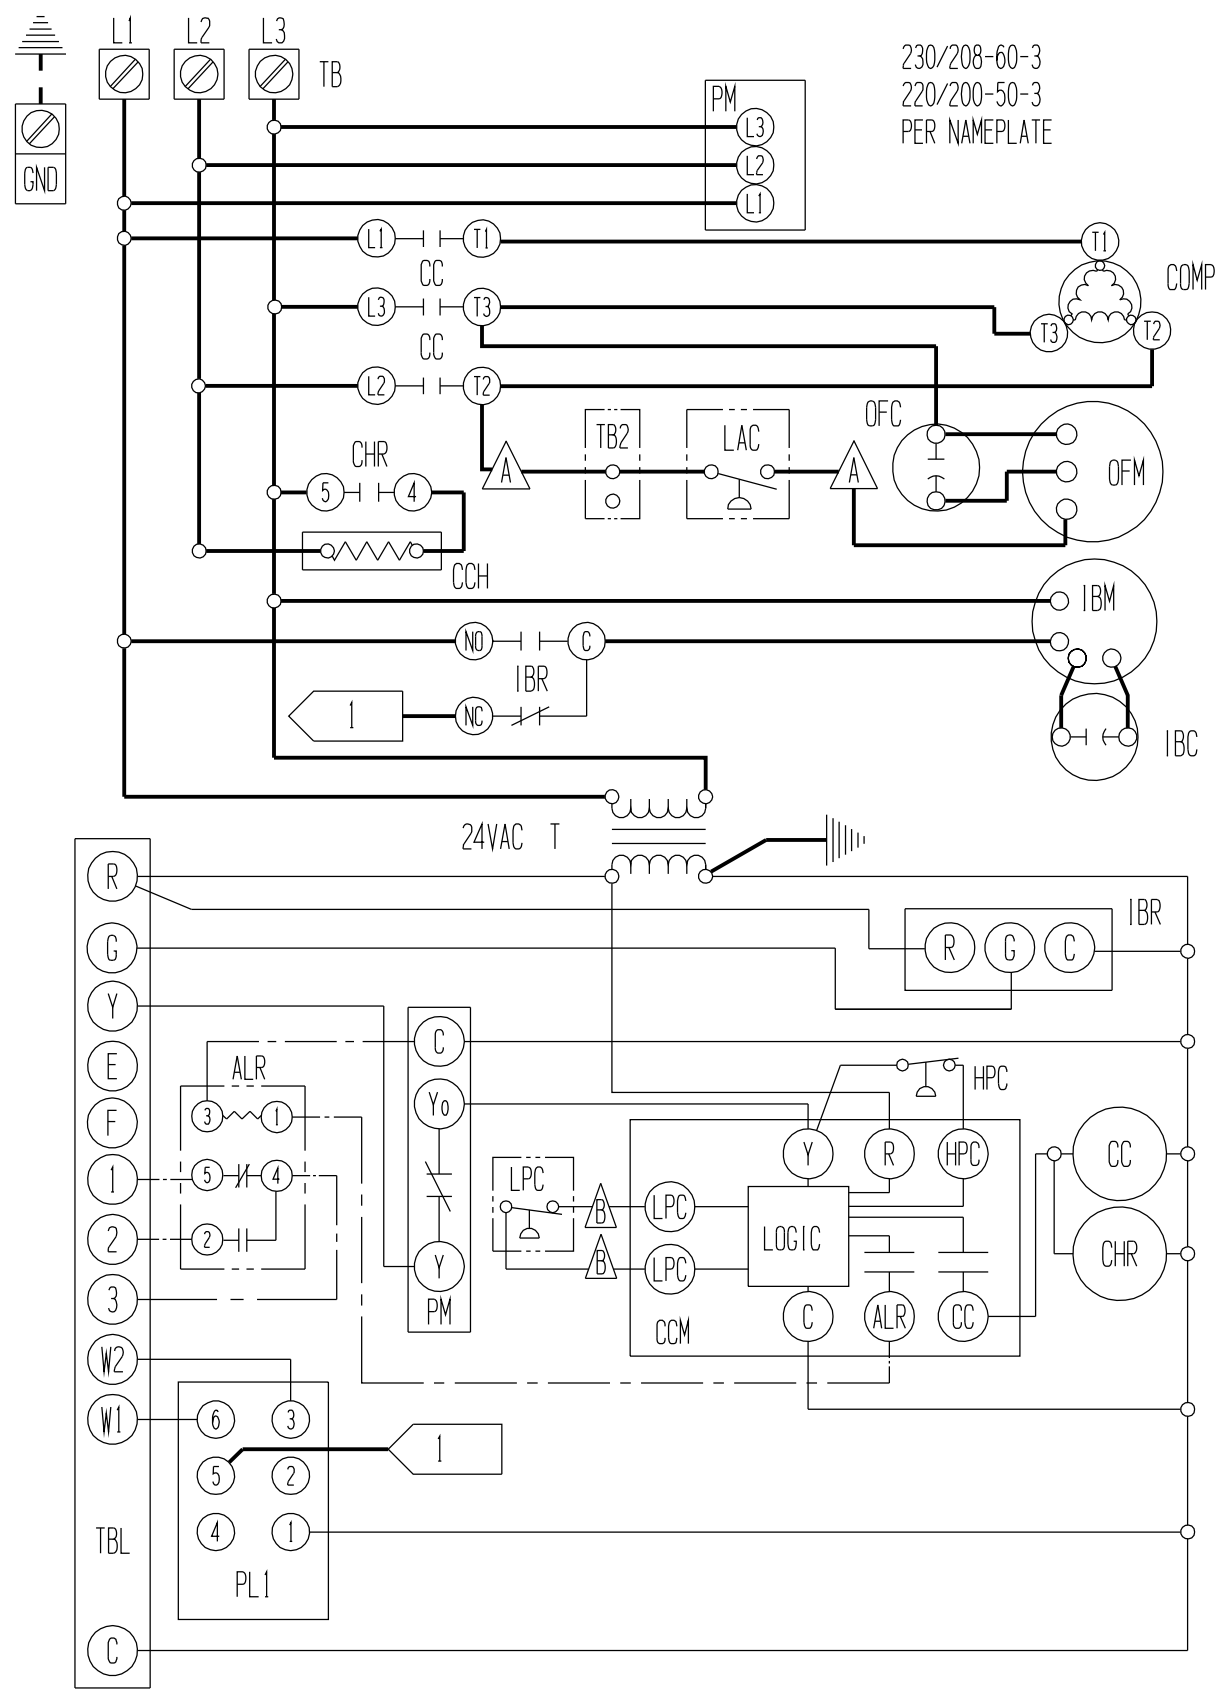 L1 L2 L3
TB
GND
230/208-60-3
220/200-50-3
PER NAMEPLATE
PM
L3
L2
L1
L1 T1 T1
CC
COMP
L3 T3 T3 T2
CC
L2 T2
OFC
CHR
TB2 LAC
5 4 A A OFM
CCH
IBM
NO C
IBR
1 NC
IBC
24VAC T
R
IBR
G R G C
Y
C
E ALR
HPC
F 3 1 Yo
Y R HPC CC
1 5 4
LPC
B LPC
2 2 LOGIC
CHR
B LPC
Y
3 PM
CCM C ALR CC
W2
W1 6 3
1
5 2
4 1
TBL
PL1
C